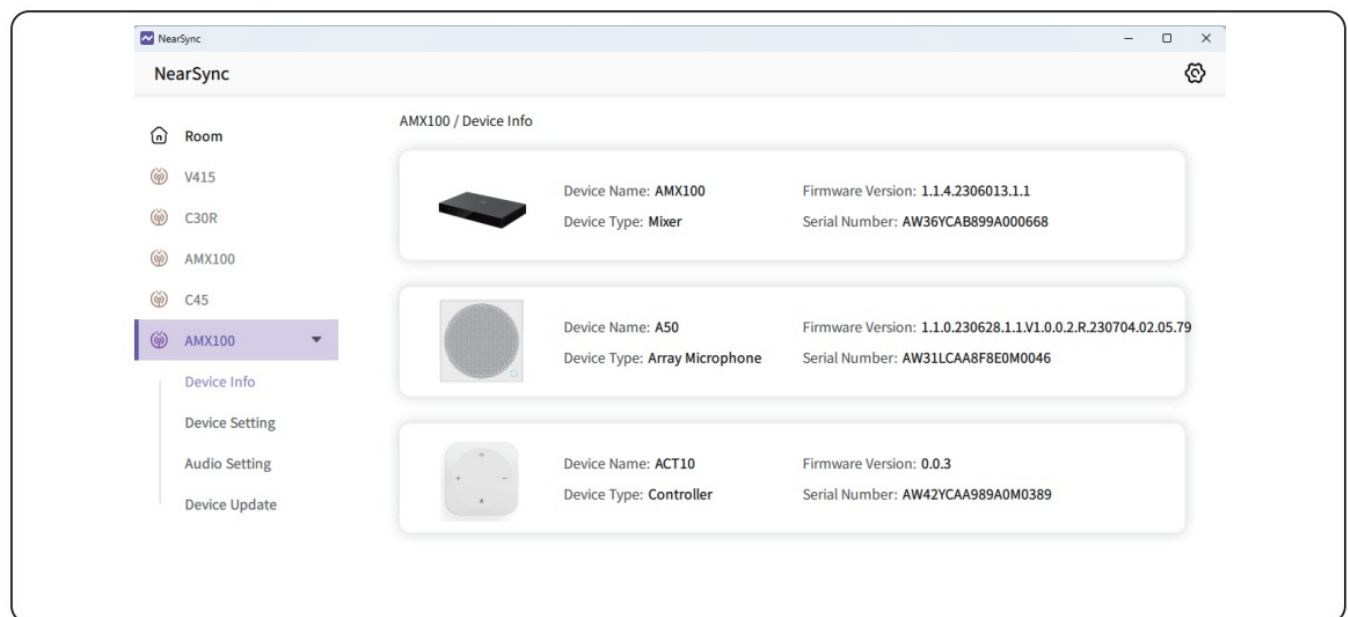 NearSync
NearSync
Room
V415
C30R
AMX100
C45
AMX100
Device Info
Device Setting
Audio Setting
Device Update
AMX100 / Device Info
Device Name: AMX100 Firmware Version: 1.1.4.2306013.1.1
Device Type: Mixer Serial Number: AW36YCAB899A000668
Device Name: A50 Firmware Version: 1.1.0.230628.1.1.V1.0.0.2.R.230704.02.05.79
Device Type: Array Microphone Serial Number: AW31LCAA8F8E0M0046
Device Name: ACT10 Firmware Version: 0.0.3
Device Type: Controller Serial Number: AW42YCAA989A0M0389